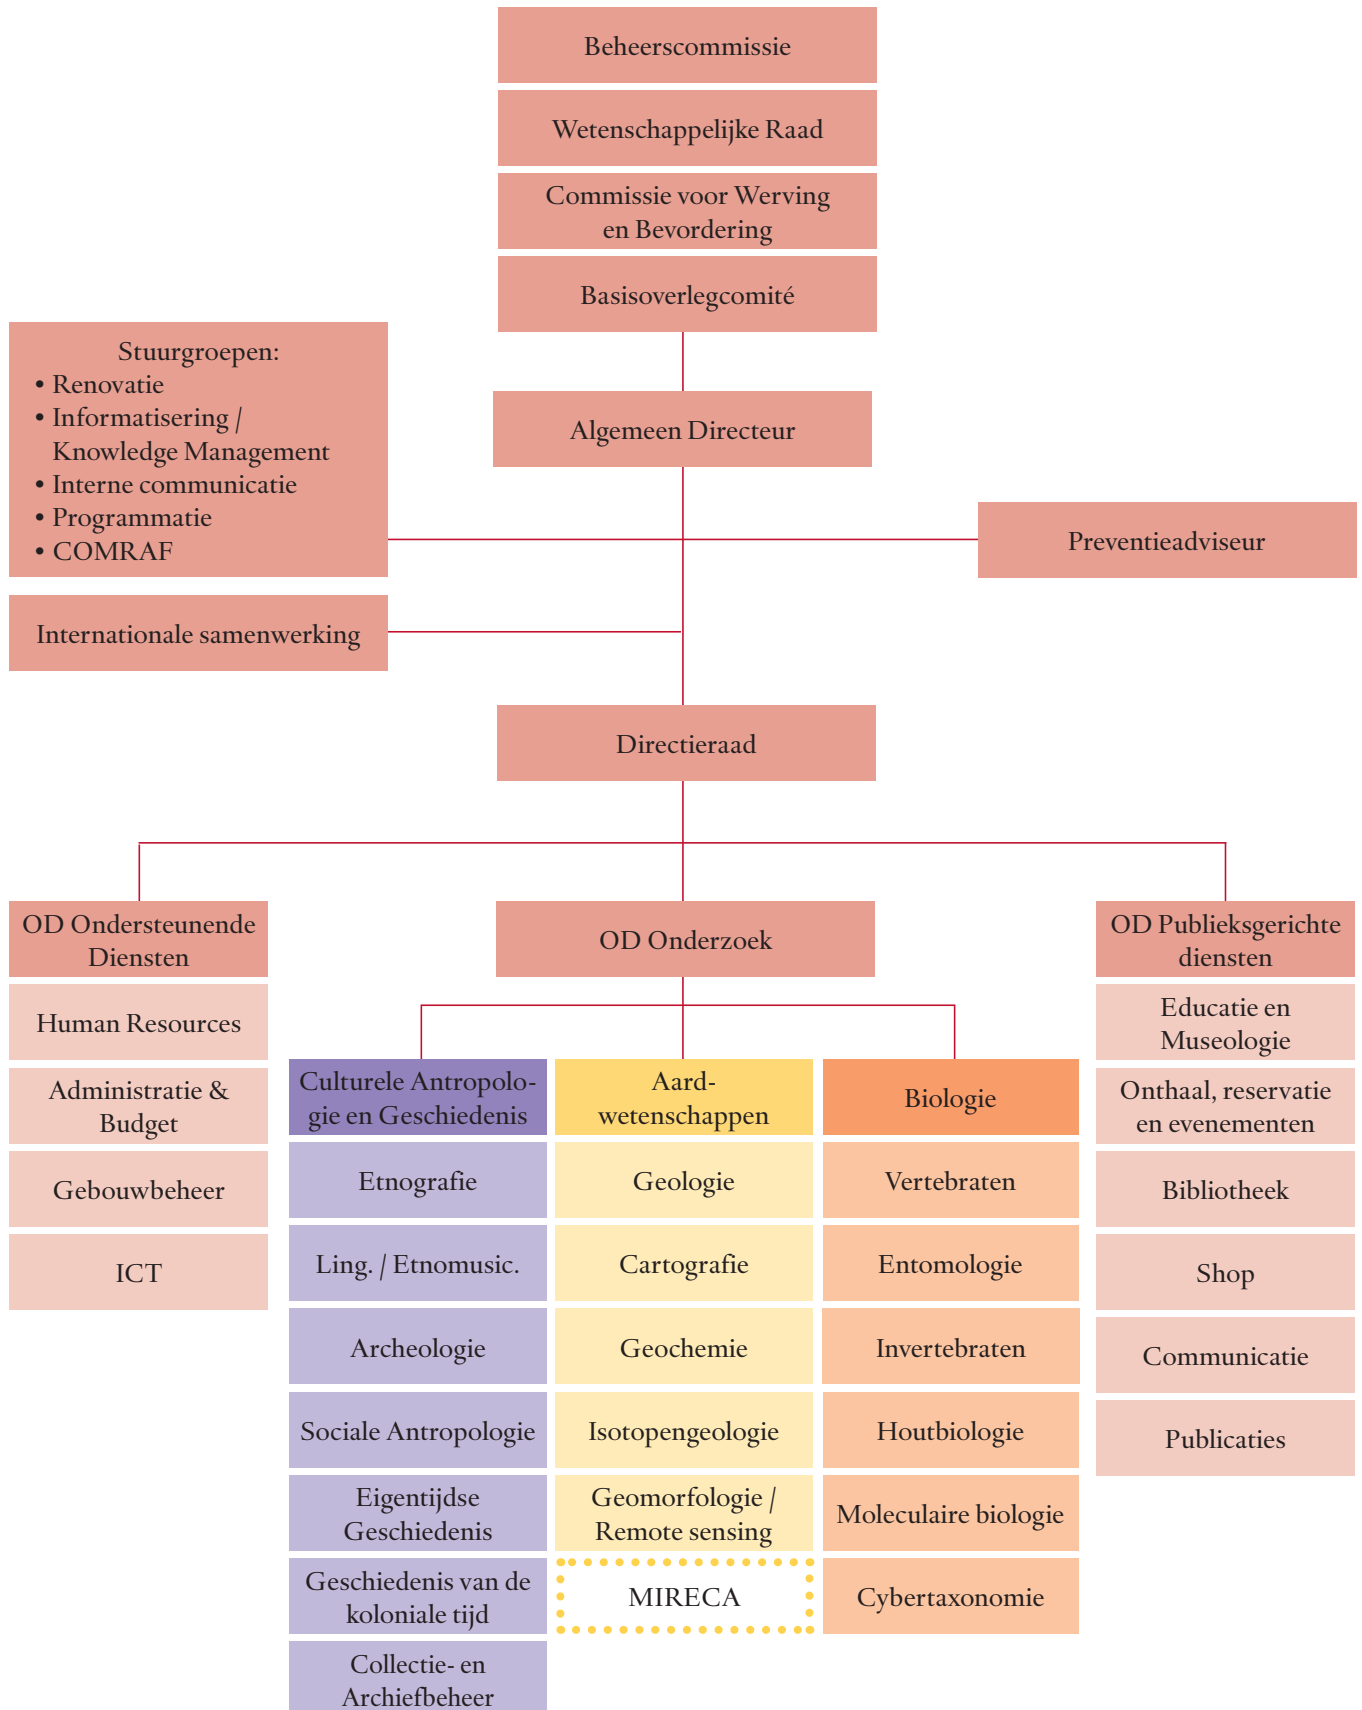 Beheerscommissie
Wetenschappelijke Raad
Commissie voor Werving
en Bevordering
Basisoverlegcomité
Stuurgroepen:
• Renovatie
• Informatisering /
Knowledge Management
• Interne communicatie
• Programmatie
• COMRAF
Algemeen Directeur
Preventieadviseur
Internationale samenwerking
Directieraad
OD Ondersteunende
Diensten
Human Resources
Administratie &
Budget
Gebouwbeheer
ICT
OD Onderzoek
Culturele Antropolo-
gie en Geschiedenis
Etnografie
Ling. / Etnomusic.
Archeologie
Sociale Antropologie
Eigentijdse
Geschiedenis
Geschiedenis van de
koloniale tijd
Collectie- en
Archiefbeheer
Aard-
wetenschappen
Geologie
Cartografie
Geochemie
Isotopengeologie
Geomorfologie /
Remote sensing
MIRECA
Biologie
Vertebraten
Entomologie
Invertebraten
Houtbiologie
Moleculaire biologie
Cybertaxonomie
OD Publieksgerichte
diensten
Educatie en
Museologie
Onthaal, reservatie
en evenementen
Bibliotheek
Shop
Communicatie
Publicaties